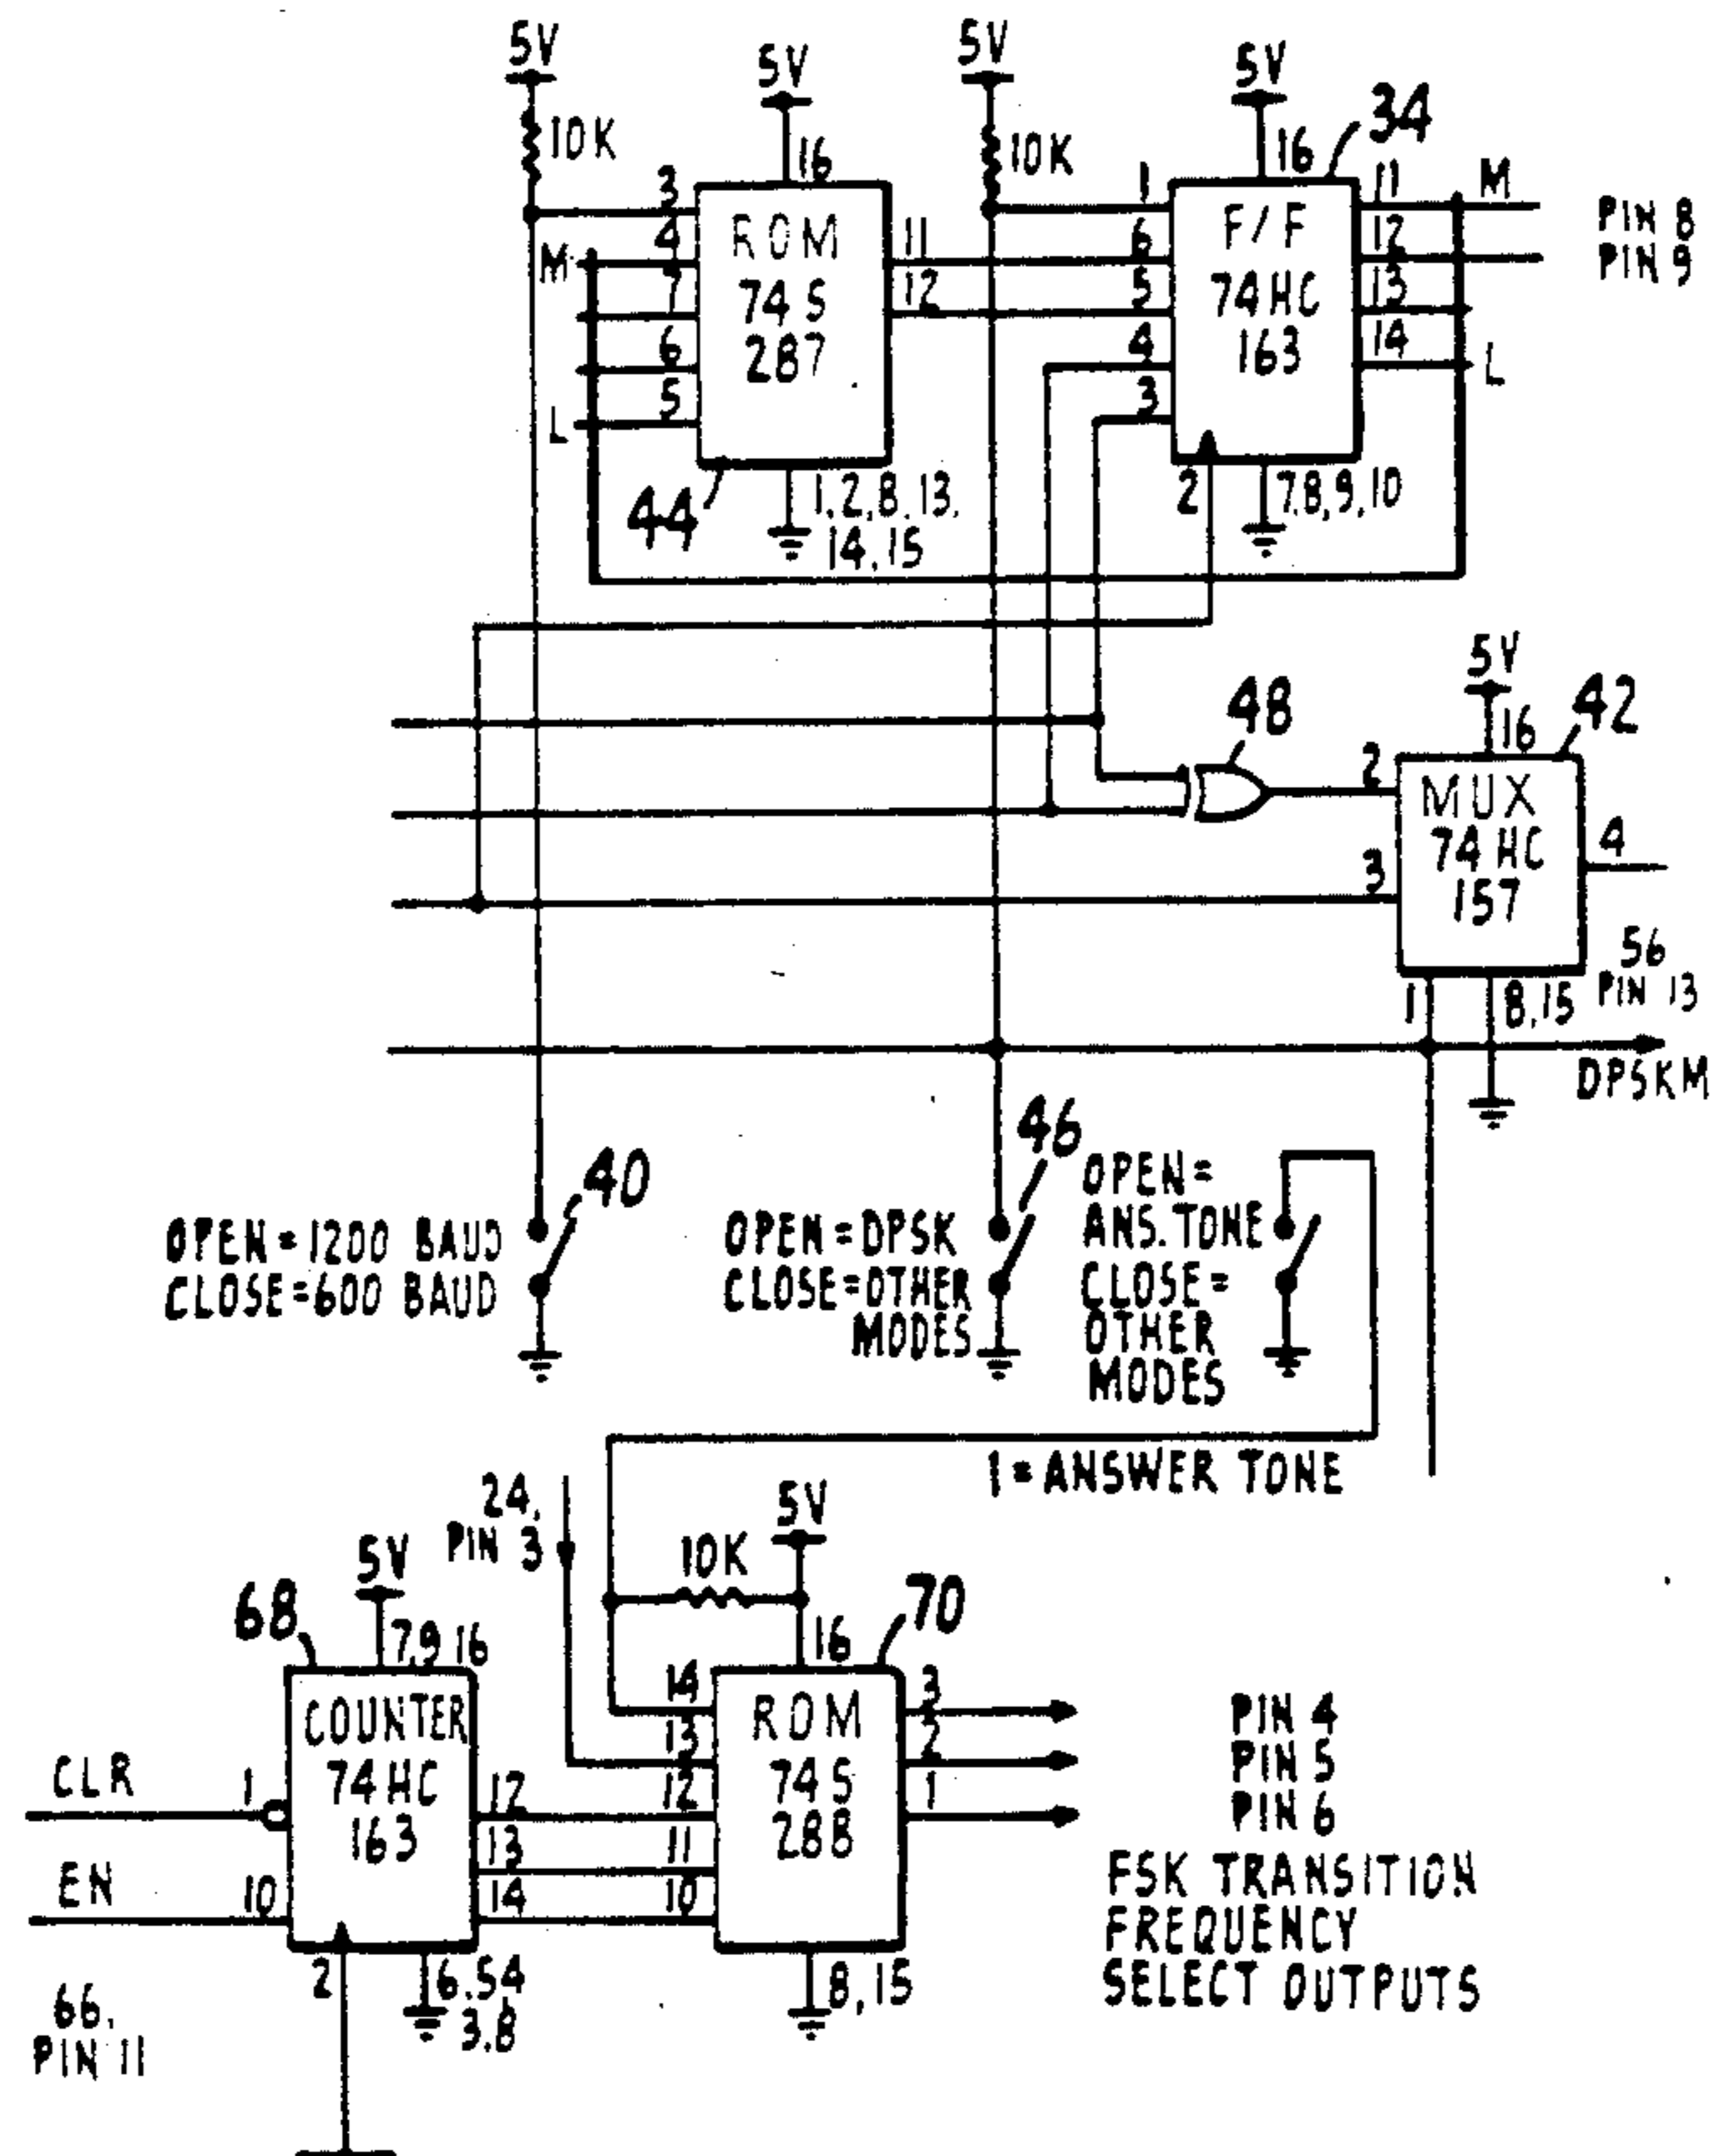 5V
5V
5V
5V
10K
16
10K
16
34
3
4
M
7
6
5
L
ROM
74S
287
11
12
1
6
5
4
3
F/F
74HC
163
11
M
12
13
14
L
PIN 8
PIN 9
44
1,2,8,13,
14,15
2
7,8,9,10
5V
48
16
42
2
3
MUX
74HC
157
4
56
PIN 13
1
8,15
DPSKM
40
OPEN=1200 BAUD
CLOSE=600 BAUD
46
OPEN=DPSK
CLOSE=OTHER
MODES
OPEN=
ANS.TONE
CLOSE=
OTHER
MODES
1=ANSWER TONE
24,
PIN 3
5V
10K
16
70
5V
68
7,9 16
CLR
1
EN
10
COUNTER
74HC
163
12
13
14
14
13
12
11
10
ROM
74S
288
3
2
1
PIN 4
PIN 5
PIN 6
FSK TRANSITION
FREQUENCY
SELECT OUTPUTS
2
6,5,4
3,8
8,15
66,
PIN 11